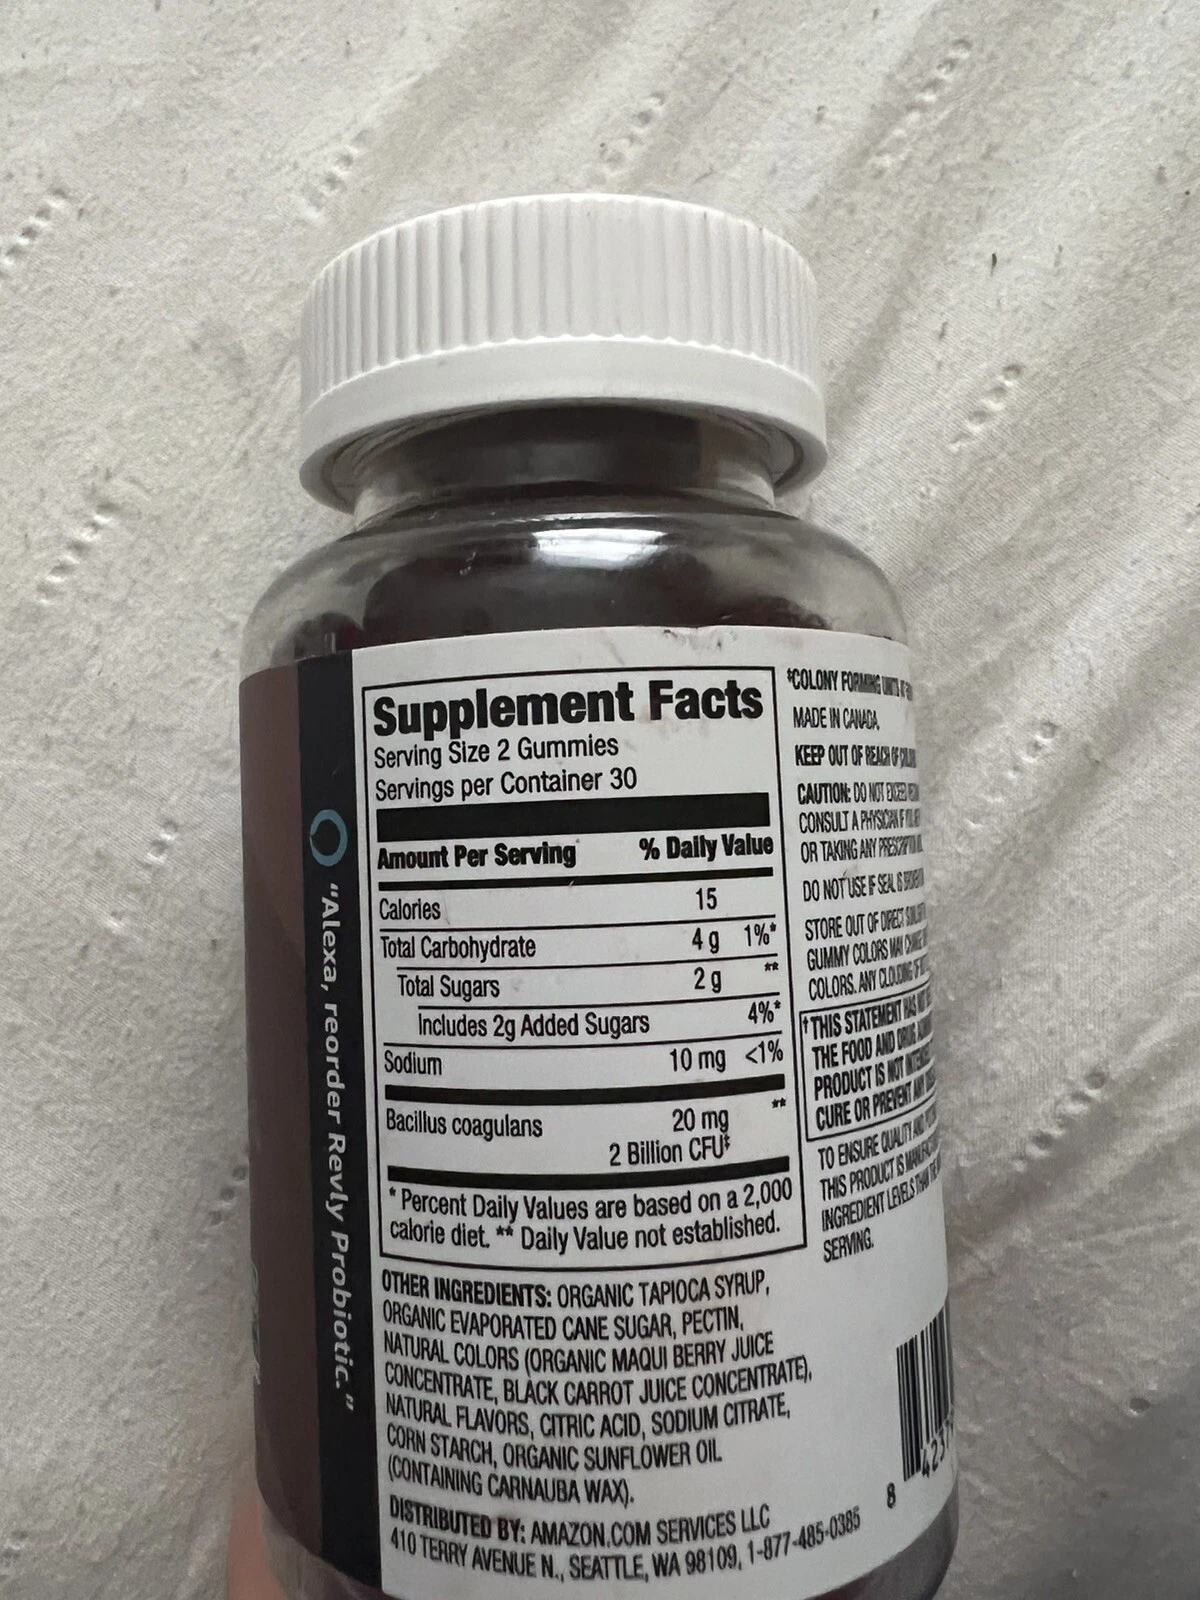 Supplement Facts
Serving Size 2 Gummies
Servings per Container 30
Amount Per Serving % Daily Value
Calories 15
Total Carbohydrate 4 g 1%*
Total Sugars 2 g **
Includes 2g Added Sugars 4%*
Sodium 10 mg <1%
Bacillus coagulans 20 mg **
2 Billion CFU‡
* Percent Daily Values are based on a 2,000
calorie diet. ** Daily Value not established.
OTHER INGREDIENTS: ORGANIC TAPIOCA SYRUP,
ORGANIC EVAPORATED CANE SUGAR, PECTIN,
NATURAL COLORS (ORGANIC MAQUI BERRY JUICE
CONCENTRATE, BLACK CARROT JUICE CONCENTRATE),
NATURAL FLAVORS, CITRIC ACID, SODIUM CITRATE,
CORN STARCH, ORGANIC SUNFLOWER OIL
(CONTAINING CARNAUBA WAX).
DISTRIBUTED BY: AMAZON.COM SERVICES LLC
410 TERRY AVENUE N., SEATTLE, WA 98109, 1-877-485-0385
"Alexa, reorder Revly Probiotic."
‡COLONY FORMING UNITS AT
MADE IN CANADA.
KEEP OUT OF REACH OF
CAUTION: DO NOT EXCEED
CONSULT A PHYSICIAN IF
OR TAKING ANY
DO NOT USE IF SEAL IS
STORE OUT OF DIRECT
GUMMY COLORS MAY CHANGE
COLORS. ANY CLOUDING OF
†THIS STATEMENT HAS
THE FOOD AND DRUG
PRODUCT IS NOT
CURE OR PREVENT ANY
TO ENSURE QUALITY AND
THIS PRODUCT IS
INGREDIENT LEVELS THAN
SERVING.
8 4237